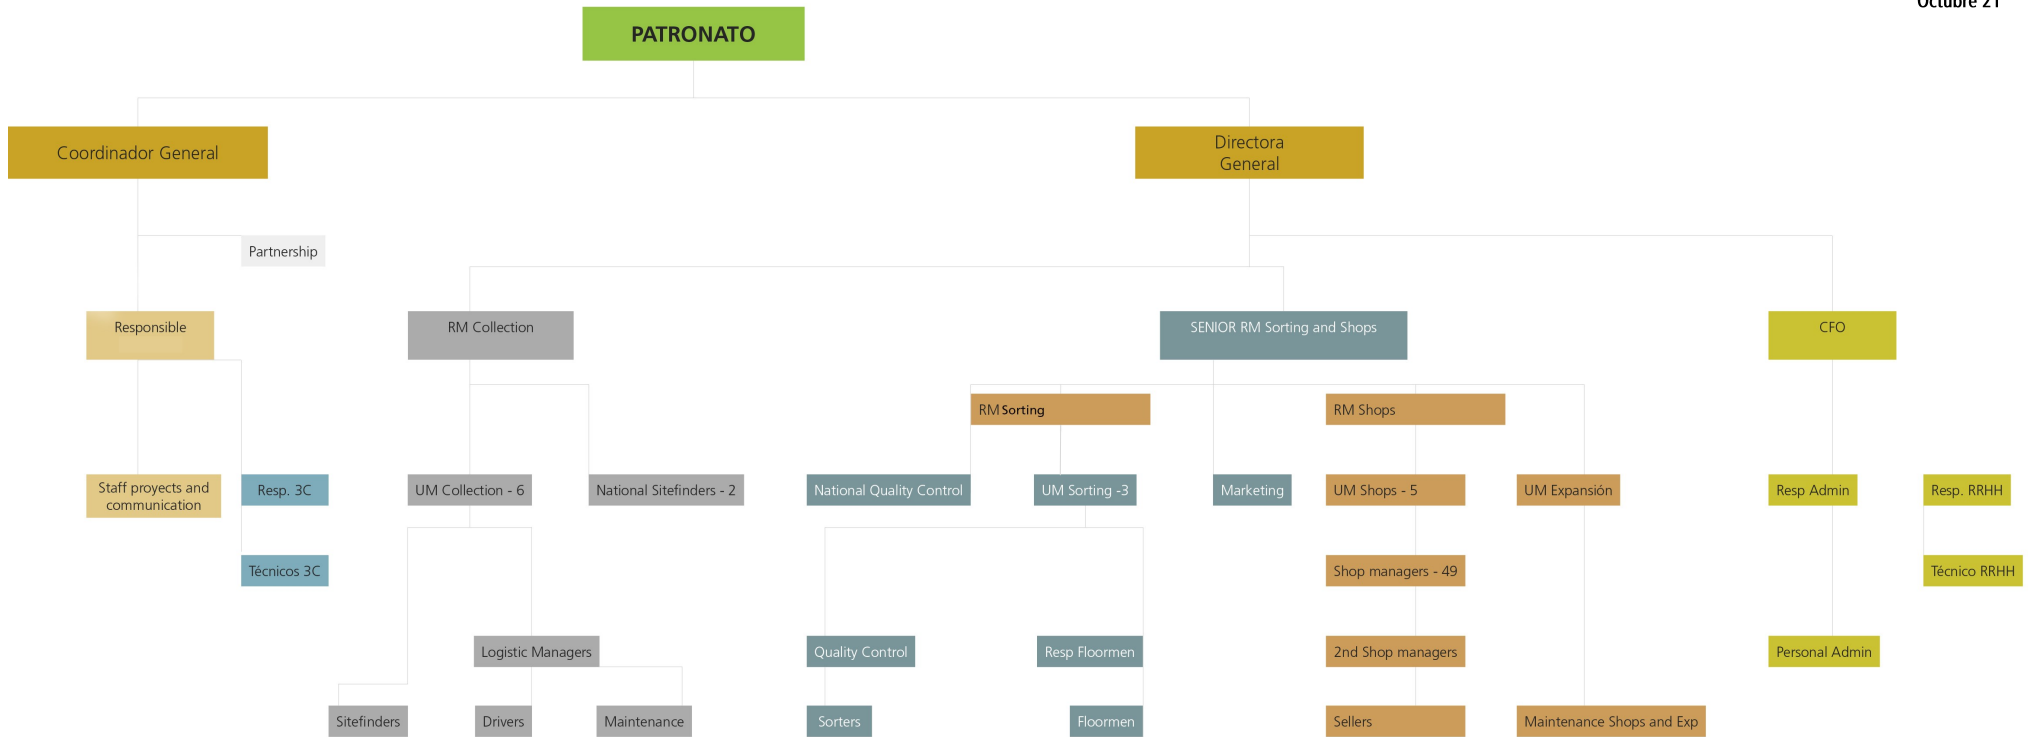 Octubre 21
PATRONATO
Coordinador General
Directora
General
Partnership
Responsible
RM Collection
SENIOR RM Sorting and Shops
CFO
RM Sorting
RM Shops
Staff proyects and
communication
Resp. 3C
UM Collection - 6
National Sitefinders - 2
National Quality Control
UM Sorting -3
Marketing
UM Shops - 5
UM Expansión
Resp Admin
Resp. RRHH
Técnicos 3C
Shop managers - 49
Técnico RRHH
Logistic Managers
Quality Control
Resp Floormen
2nd Shop managers
Personal Admin
Sitefinders
Drivers
Maintenance
Sorters
Floormen
Sellers
Maintenance Shops and Exp